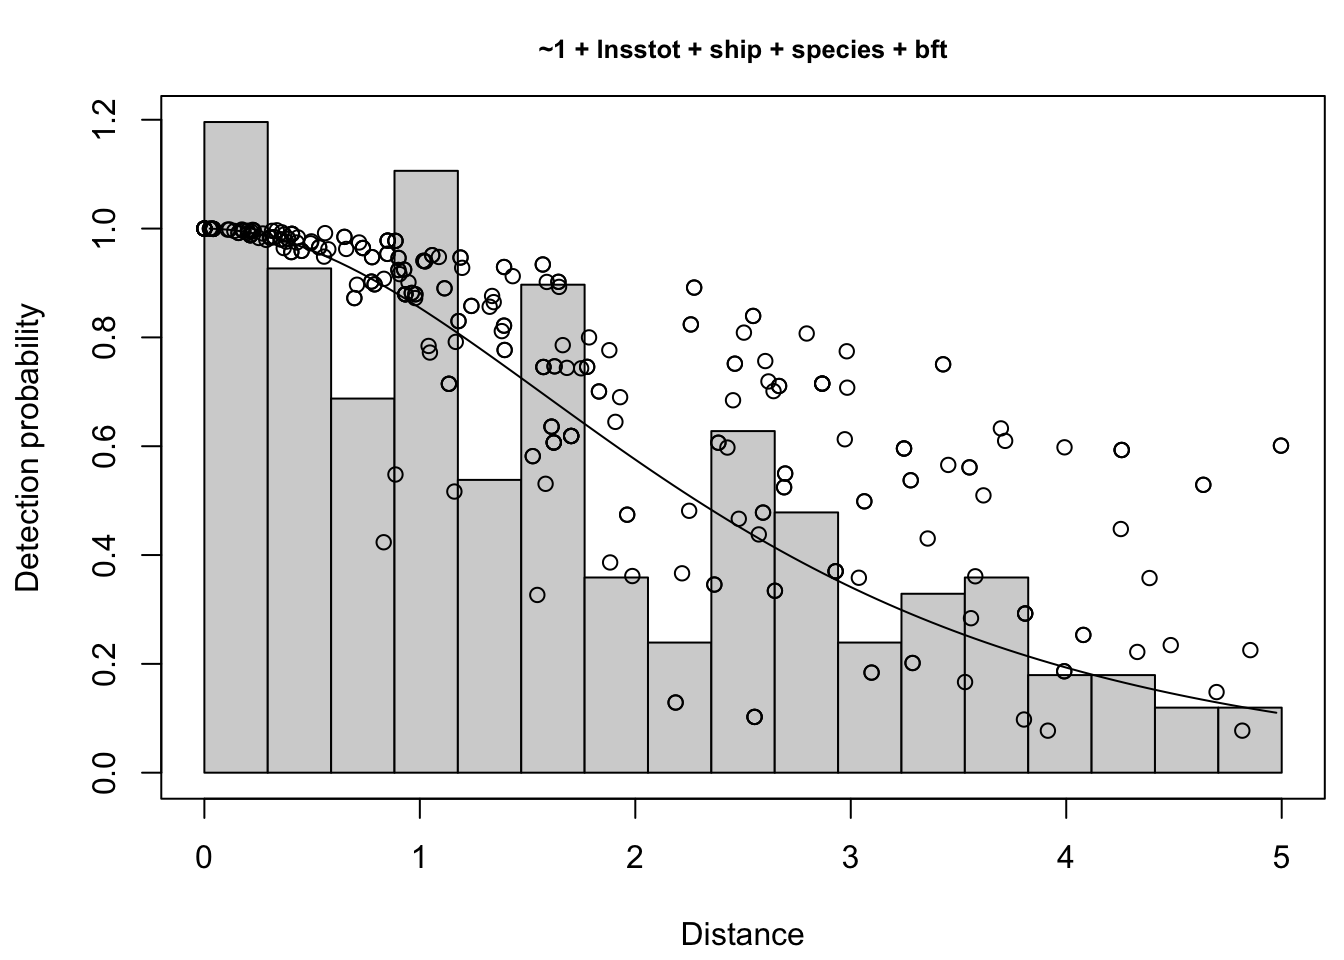 ~1 + lnsstot + ship + species + bft
Detection probability
1.2
1.0
0.8
0.6
0.4
0.2
0.0
0 1 2 3 4 5
Distance